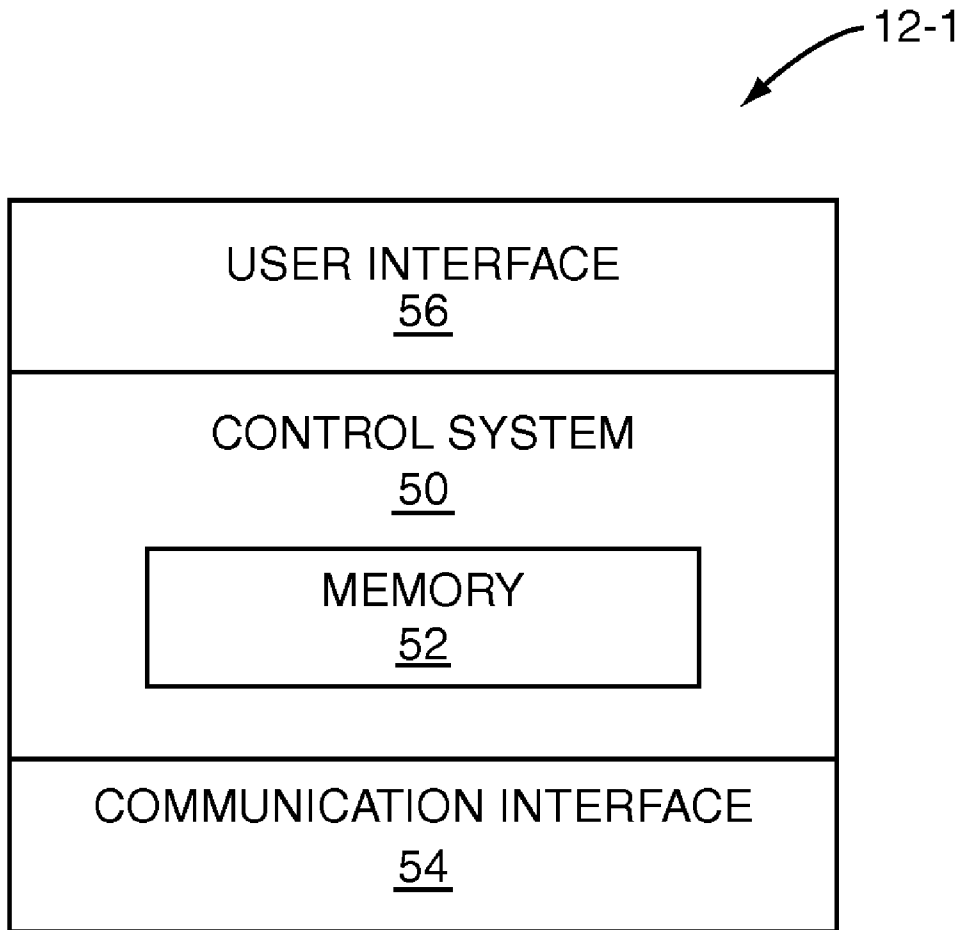 12-1
USER INTERFACE
56
CONTROL SYSTEM
50
MEMORY
52
COMMUNICATION INTERFACE
54